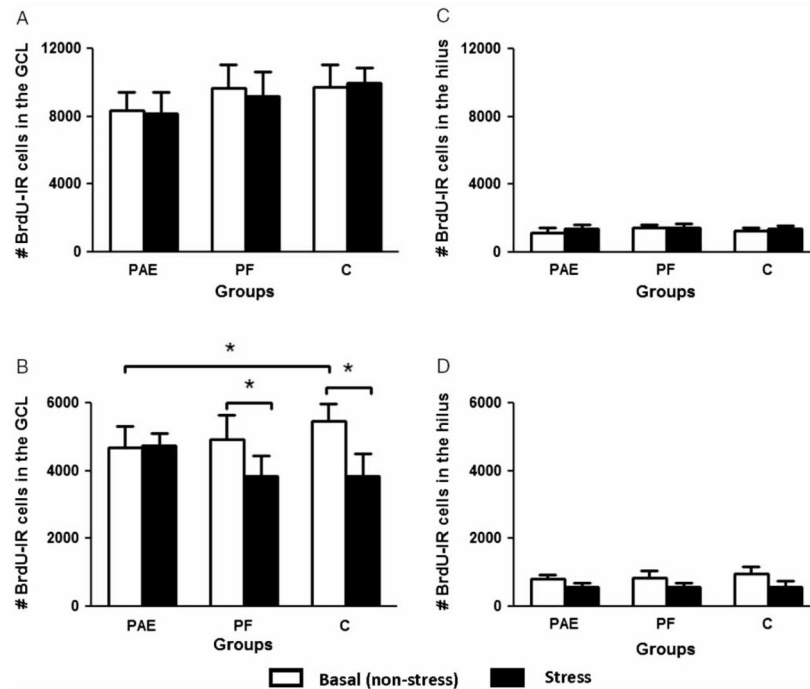 A
# BrdU-IR cells in the GCL
12000
8000
4000
0
PAE PF C
Groups
C
# BrdU-IR cells in the hilus
12000
8000
4000
0
PAE PF C
Groups
B
# BrdU-IR cells in the GCL
6000
4000
2000
0
*
*
*
PAE PF C
Groups
D
# BrdU-IR cells in the hilus
6000
4000
2000
0
PAE PF C
Groups
Basal (non-stress) Stress